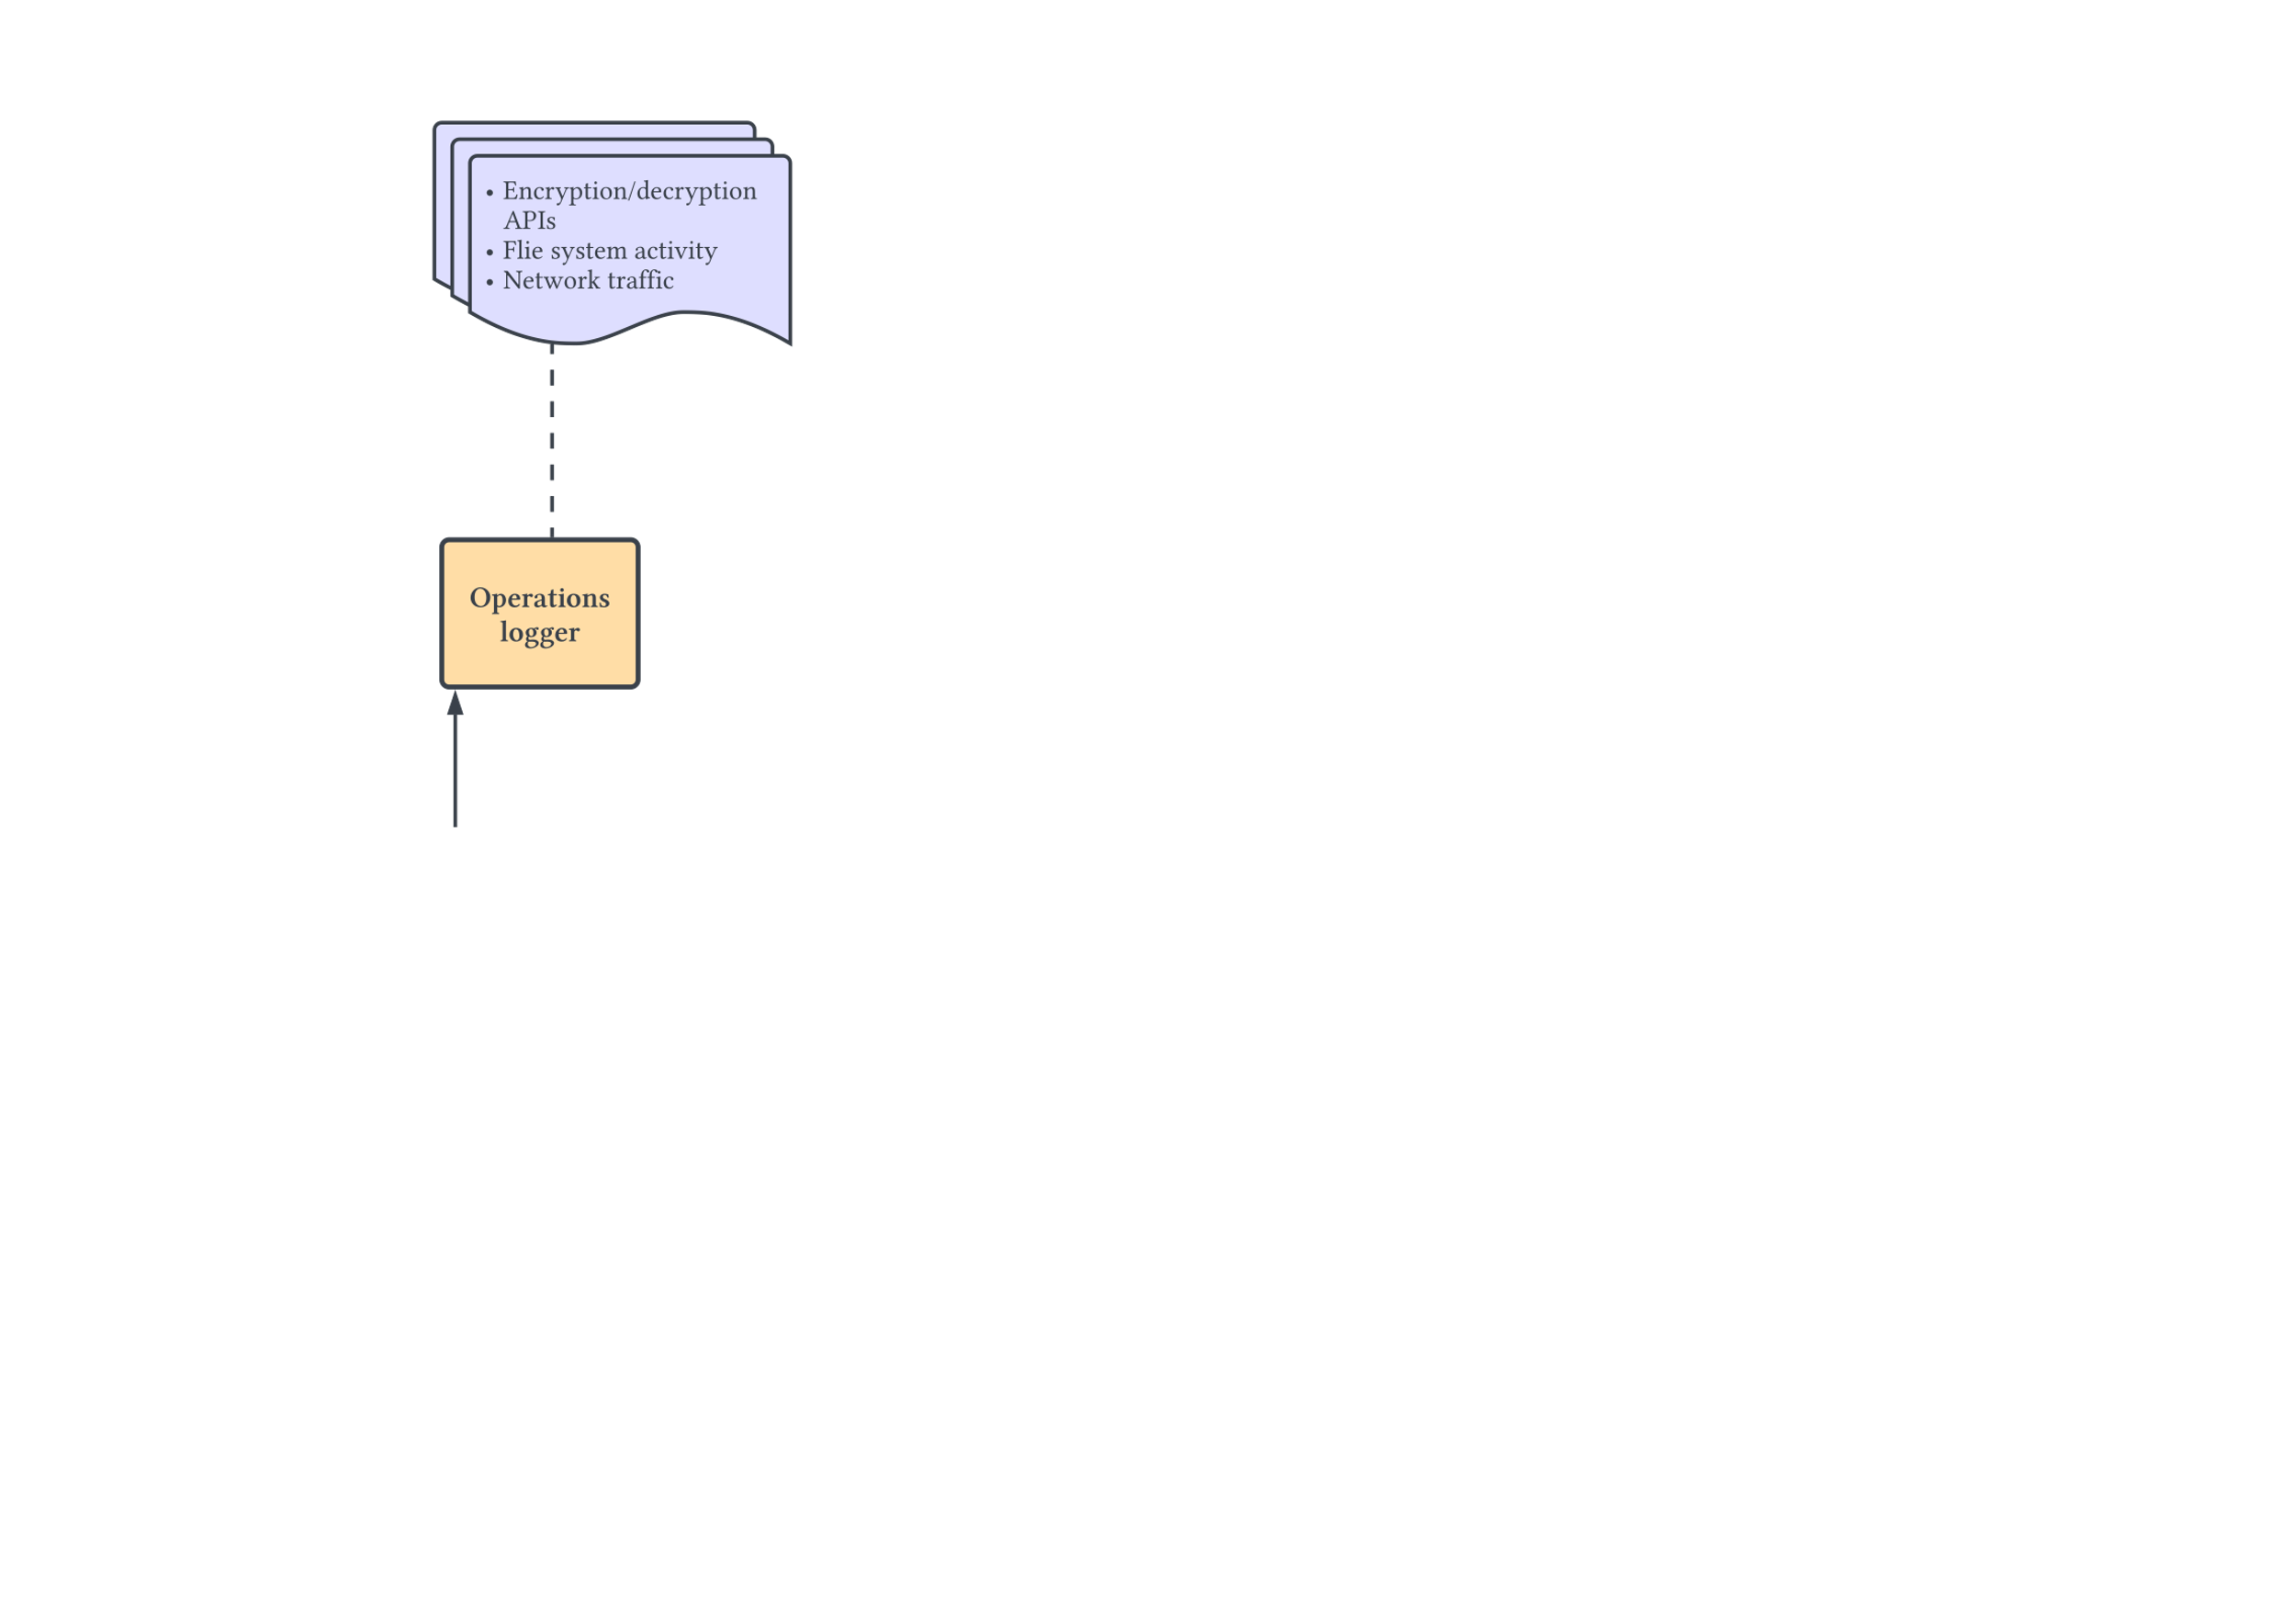 • Encryption/decryption
APIs
• Flie system activity
• Network traffic
Operations
logger